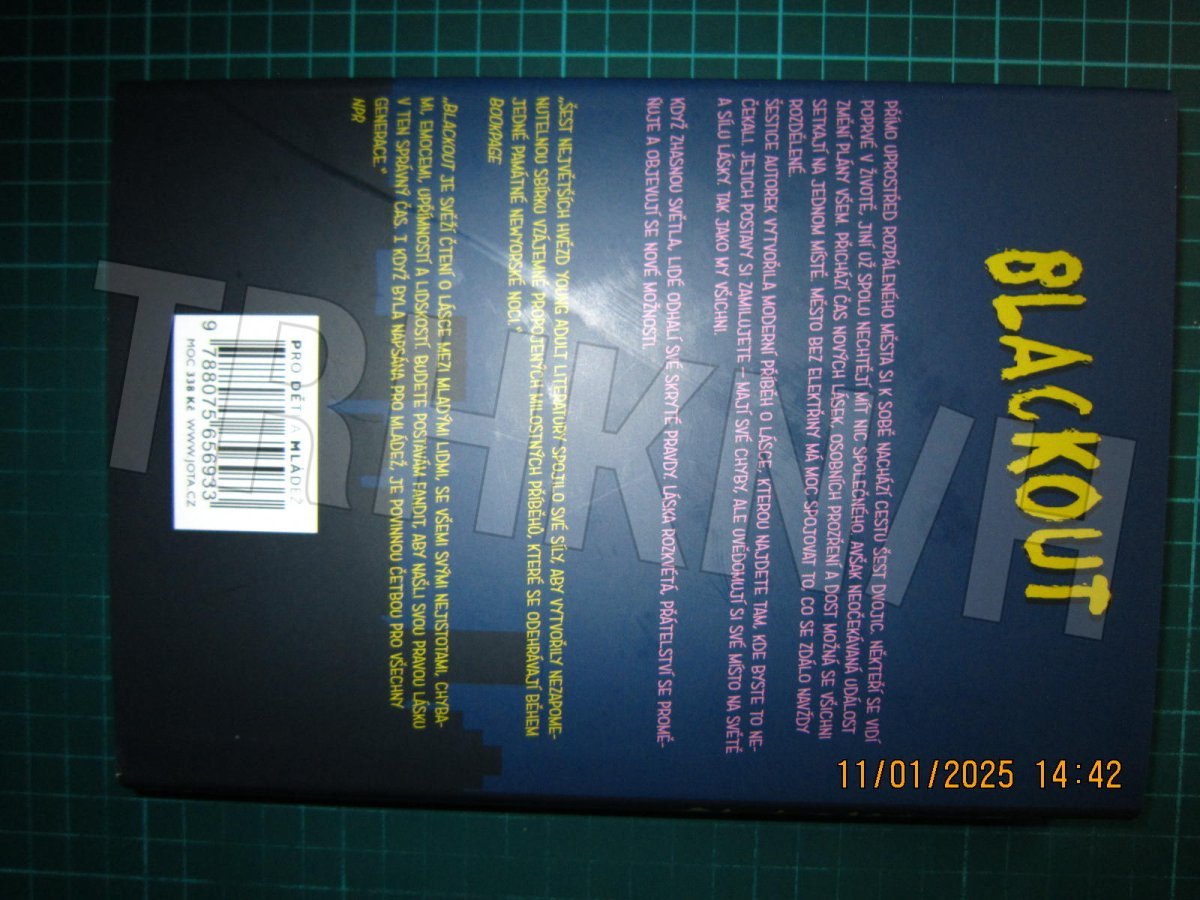 BLACKOUT
PŘÍMO UPROSTŘED ROZPÁLENÉHO MĚSTA SI K SOBĚ NACHÁZÍ CESTU ŠEST DVOJIC. NĚKTEŘÍ SE VIDÍ
POPRVÉ V ŽIVOTĚ, JINÍ UŽ SPOLU NECHTĚJÍ MÍT NIC SPOLEČNÉHO. AVŠAK NEOČEKÁVANÁ UDÁLOST
ZMĚNÍ PLÁNY VŠEM. PŘICHÁZÍ ČAS NOVÝCH LÁSEK, OSOBNÍCH PROZŘENÍ A DOST MOŽNÁ SE VŠICHNI
SETKAJÍ NA JEDNOM MÍSTĚ. MĚSTO BEZ ELEKTŘINY MÁ MOC SPOJOVAT TO, CO SE ZDÁLO NAVŽDY
ROZDĚLENÉ.
ŠESTICE AUTOREK VYTVOŘILA MODERNÍ PŘÍBĚH O LÁSCE, KTEROU NAJDETE TAM, KDE BYSTE TO NE-
ČEKALI. JEJICH POSTAVY SI ZAMILUJETE – MAJÍ SVÉ CHYBY, ALE UVĚDOMUJÍ SI SVÉ MÍSTO NA SVĚTĚ
A SÍLU LÁSKY. TAK JAKO MY VŠICHNI.
KDYŽ ZHASNOU SVĚTLA, LIDÉ ODHALÍ SVÉ SKRYTÉ PRAVDY. LÁSKA ROZKVÉTÁ, PŘÁTELSTVÍ SE PROMĚ-
ŇUJE A OBJEVUJÍ SE NOVÉ MOŽNOSTI.
„ŠEST NEJVĚTŠÍCH HVĚZD YOUNG ADULT LITERATURY SPOJILO SVÉ SÍLY, ABY VYTVOŘILY NEZAPOME-
NUTELNOU SBÍRKU VZÁJEMNĚ PROPOJENÝCH MILOSTNÝCH PŘÍBĚHŮ, KTERÉ SE ODEHRÁVAJÍ BĚHEM
JEDNÉ PAMÁTNÉ NEWYORSKÉ NOCI.“
BOOKPAGE
„BLACKOUT JE SVĚŽÍ ČTENÍ O LÁSCE MEZI MLADÝMI LIDMI, SE VŠEMI SVÝMI NEJISTOTAMI, CHYBA-
MI, EMOCEMI, UPŘÍMNOSTÍ A LIDSKOSTÍ. BUDETE POSTAVÁM FANDIT, ABY NAŠLI SVOU PRAVOU LÁSKU
V TEN SPRÁVNÝ ČAS. I KDYŽ BYLA NAPSÁNA PRO MLÁDEŽ, JE POVINNOU ČETBOU PRO VŠECHNY
GENERACE.“
NPR
PRO DĚTI A MLÁDEŽ
9 788075 656933
MOC 338 Kč WWW.JOTA.CZ
TRHKNIH
11/01/2025 14:42